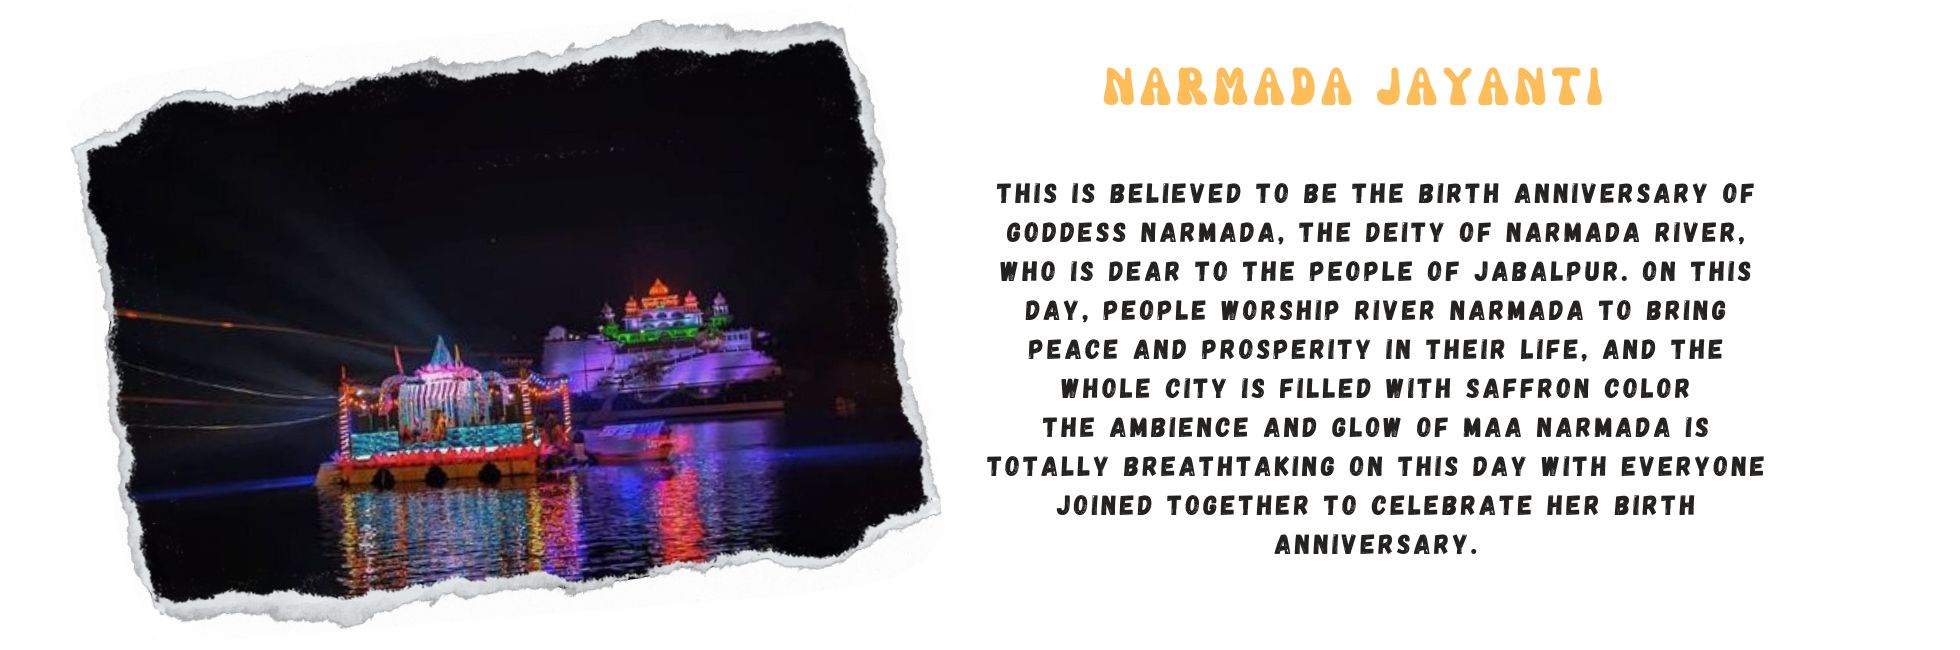 NARMADA JAYANTI
THIS IS BELIEVED TO BE THE BIRTH ANNIVERSARY OF
GODDESS NARMADA, THE DEITY OF NARMADA RIVER,
WHO IS DEAR TO THE PEOPLE OF JABALPUR. ON THIS
DAY, PEOPLE WORSHIP RIVER NARMADA TO BRING
PEACE AND PROSPERITY IN THEIR LIFE, AND THE
WHOLE CITY IS FILLED WITH SAFFRON COLOR
THE AMBIENCE AND GLOW OF MAA NARMADA IS
TOTALLY BREATHTAKING ON THIS DAY WITH EVERYONE
JOINED TOGETHER TO CELEBRATE HER BIRTH
ANNIVERSARY.